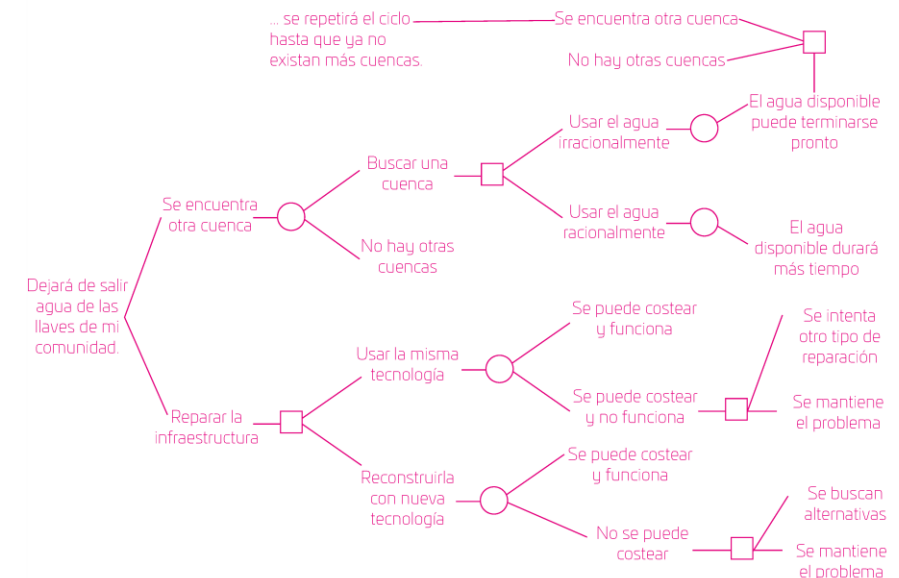 ... se repetirá el ciclo
hasta que ya no
existan más cuencas.
Se encuentra otra cuenca
No hay otras cuencas
El agua disponible
puede terminarse
pronto
Usar el agua
irracionalmente
Buscar una
cuenca
Usar el agua
racionalmente
El agua
disponible durará
más tiempo
Se encuentra
otra cuenca
No hay otras
cuencas
Dejará de salir
agua de las
llaves de mi
comunidad.
Se puede costear
y funciona
Se intenta
otro tipo de
reparación
Usar la misma
tecnología
Se puede costear
y no funciona
Se mantiene
el problema
Reparar la
infraestructura
Se puede costear
y funciona
Reconstruirla
con nueva
tecnología
Se buscan
alternativas
No se puede
costear
Se mantiene
el problema